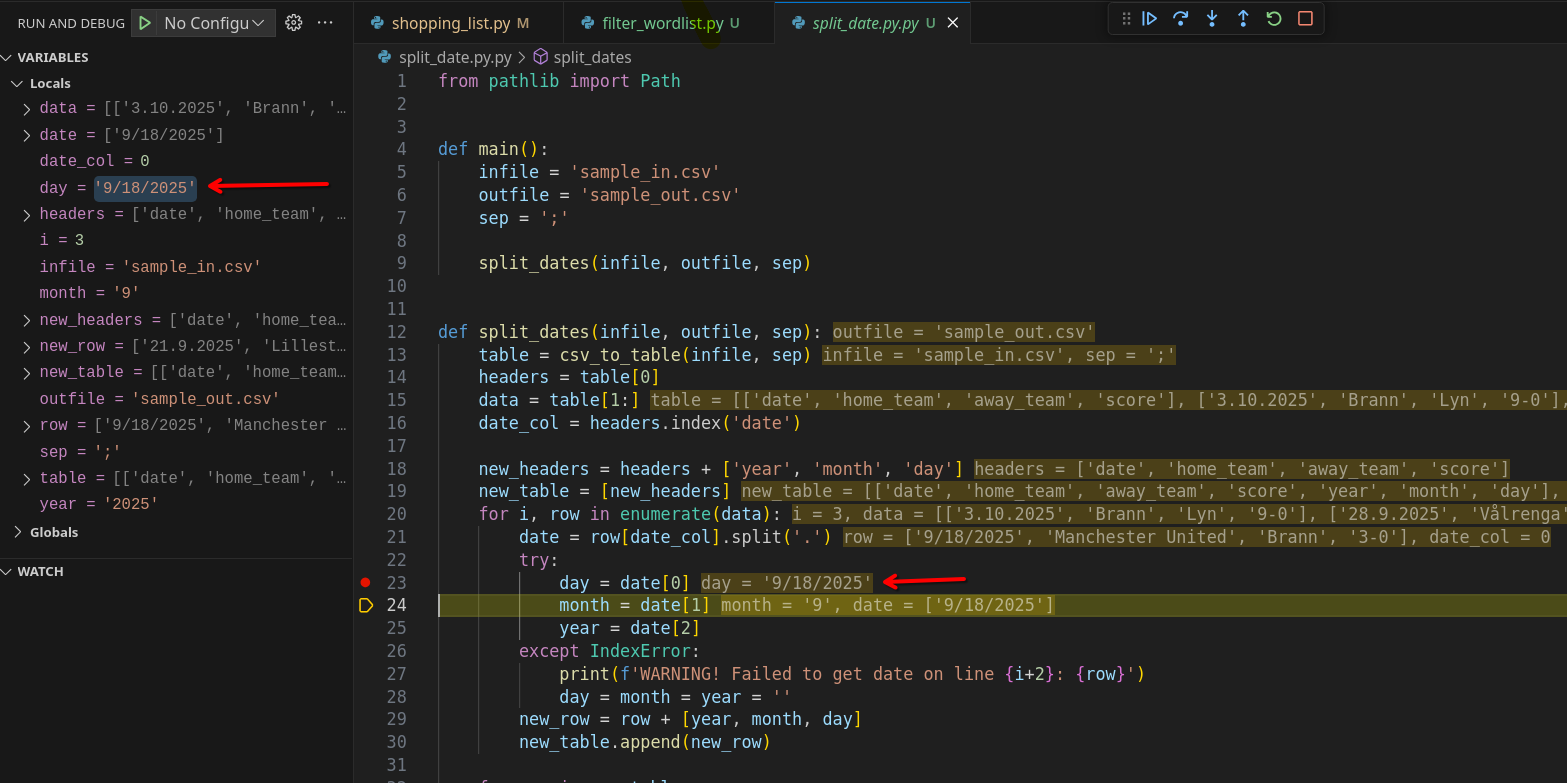 RUN AND DEBUG No Configu ···
VARIABLES
Locals
data = [['3.10.2025', 'Brann', '…
date = ['9/18/2025']
date_col = 0
day = '9/18/2025'
headers = ['date', 'home_team', …
i = 3
infile = 'sample_in.csv'
month = '9'
new_headers = ['date', 'home_tea…
new_row = ['21.9.2025', 'Lillest…
new_table = [['date', 'home_team…
outfile = 'sample_out.csv'
row = ['9/18/2025', 'Manchester …
sep = ';'
table = [['date', 'home_team', '…
year = '2025'
Globals
WATCH
shopping_list.py M filter_wordlist.py U split_date.py.py U
split_date.py.py > split_dates
1 from pathlib import Path
2
3
4 def main():
5 infile = 'sample_in.csv'
6 outfile = 'sample_out.csv'
7 sep = ';'
8
9 split_dates(infile, outfile, sep)
10
11
12 def split_dates(infile, outfile, sep): outfile = 'sample_out.csv'
13 table = csv_to_table(infile, sep) infile = 'sample_in.csv', sep = ';'
14 headers = table[0]
15 data = table[1:] table = [['date', 'home_team', 'away_team', 'score'], ['3.10.2025', 'Brann', 'Lyn', '9-0'],
16 date_col = headers.index('date')
17
18 new_headers = headers + ['year', 'month', 'day'] headers = ['date', 'home_team', 'away_team', 'score']
19 new_table = [new_headers] new_table = [['date', 'home_team', 'away_team', 'score', 'year', 'month', 'day'],
20 for i, row in enumerate(data): i = 3, data = [['3.10.2025', 'Brann', 'Lyn', '9-0'], ['28.9.2025', 'Vålrenga'
21 date = row[date_col].split('.') row = ['9/18/2025', 'Manchester United', 'Brann', '3-0'], date_col = 0
22 try:
23 day = date[0] day = '9/18/2025'
24 month = date[1] month = '9', date = ['9/18/2025']
25 year = date[2]
26 except IndexError:
27 print(f'WARNING! Failed to get date on line {i+2}: {row}')
28 day = month = year = ''
29 new_row = row + [year, month, day]
30 new_table.append(new_row)
31